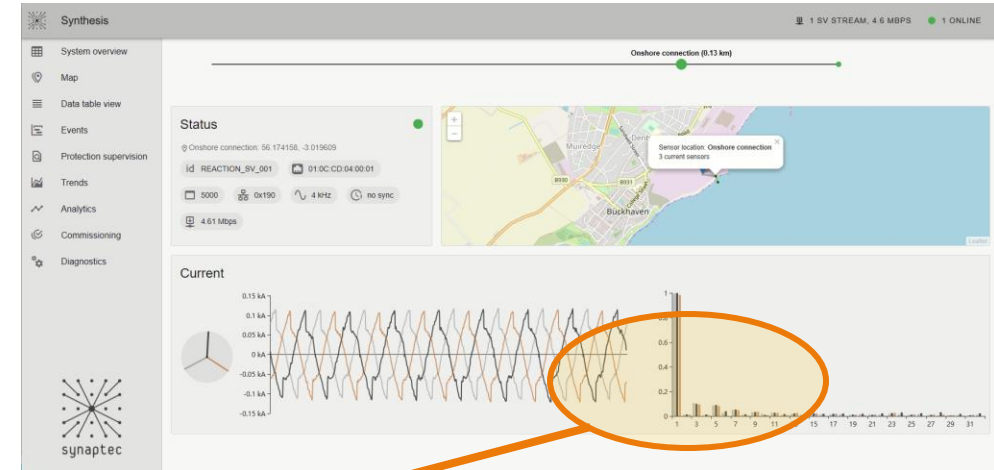 Synthesis
1 SV STREAM, 4.6 MBPS
1 ONLINE
System overview
Map
Data table view
Events
Protection supervision
Trends
Analytics
Commissioning
Diagnostics
Onshore connection (0.13 km)
Status
Onshore connection: 56.174158, -3.019609
id REACTION_SV_001
01:0C:CD:04:00:01
5000
0x190
4 kHz
no sync
4.61 Mbps
+
−
Muiredge
Denb
B930
B931
Buckhaven
Sensor location: Onshore connection
3 current sensors
×
Leaflet
Current
0.15 kA
0.1 kA
0.05 kA
0 kA
-0.05 kA
-0.1 kA
-0.15 kA
1
0.8
0.6
0.4
0.2
0
1 3 5 7 9 11 13 15 17 19 21 23 25 27 29 31
synaptec